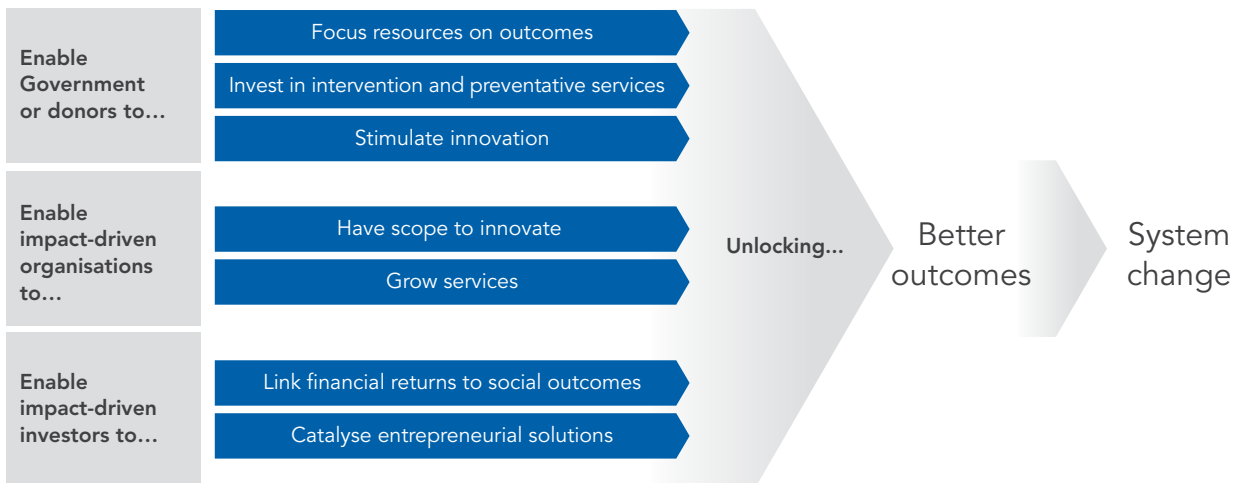 Enable
Government
or donors to…
Focus resources on outcomes
Invest in intervention and preventative services
Stimulate innovation
Enable
impact-driven
organisations
to…
Have scope to innovate
Grow services
Enable
impact-driven
investors to…
Link financial returns to social outcomes
Catalyse entrepreneurial solutions
Unlocking...
Better
outcomes
System
change